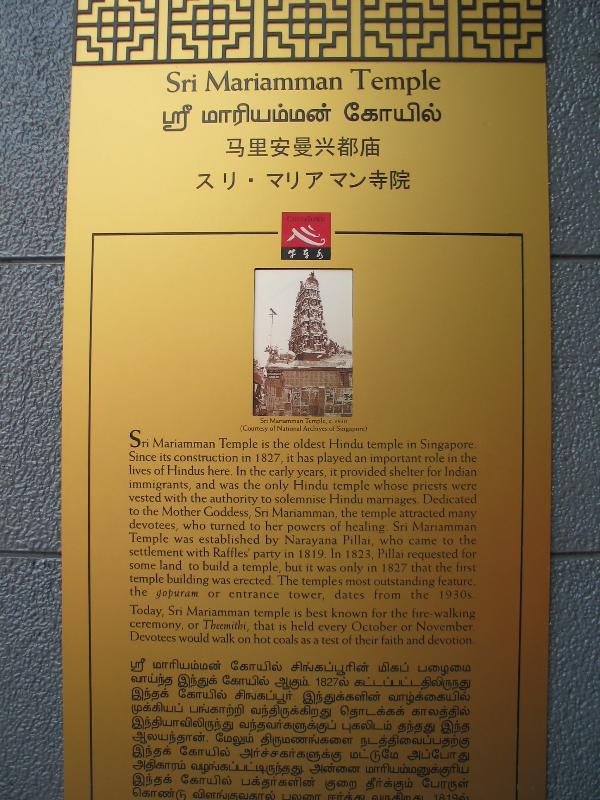 Sri Mariamman Temple
ஸ்ரீ மாரியம்மன் கோயில்
马里安曼兴都庙
スリ・マリアマン寺院
ChinaTown
牛车水
Sri Mariamman Temple, c.
(Courtesy of National Archives of Singapore)
Sri Mariamman Temple is the oldest Hindu temple in Singapore.
Since its construction in 1827, it has played an important role in the
lives of Hindus here. In the early years, it provided shelter for Indian
immigrants, and was the only Hindu temple whose priests were
vested with the authority to solemnise Hindu marriages. Dedicated
to the Mother Goddess, Sri Mariamman, the temple attracted many
devotees, who turned to her powers of healing. Sri Mariamman
Temple was established by Narayana Pillai, who came to the
settlement with Raffles' party in 1819. In 1823, Pillai requested for
some land to build a temple, but it was only in 1827 that the first
temple building was erected. The temples most outstanding feature,
the gopuram or entrance tower, dates from the 1930s.
Today, Sri Mariamman temple is best known for the fire-walking
ceremony, or Theemithi, that is held every October or November.
Devotees would walk on hot coals as a test of their faith and devotion.
ஸ்ரீ மாரியம்மன் கோயில் சிங்கப்பூரின் மிகப் பழைமை
வாய்ந்த இந்துக் கோயில் ஆகும். 1827ல் கட்டப்பட்டதிலிருந்து
இந்தக் கோயில் சிங்கப்பூர் இந்துக்களின் வாழ்க்கையில்
முக்கியப் பங்காற்றி வந்திருக்கிறது. தொடக்கக் காலத்தில்
இந்தியாவிலிருந்து வந்தவர்களுக்குப் புகலிடம் தந்தது இந்த
ஆலயந்தான். மேலும் திருமணங்களை நடத்திவைப்பதற்கு
இந்தக் கோயில் அர்ச்சகர்களுக்கு மட்டுமே அப்போது
அதிகாரம் வழங்கப்பட்டிருந்தது. அன்னை மாரியம்மனுக்குரிய
இந்தக் கோயில் பக்தர்களின் குறை தீர்க்கும் பேரருள்
கொண்டு விளங்குவதால் பலரை ஈர்த்து வருகிறது. 1819ல்